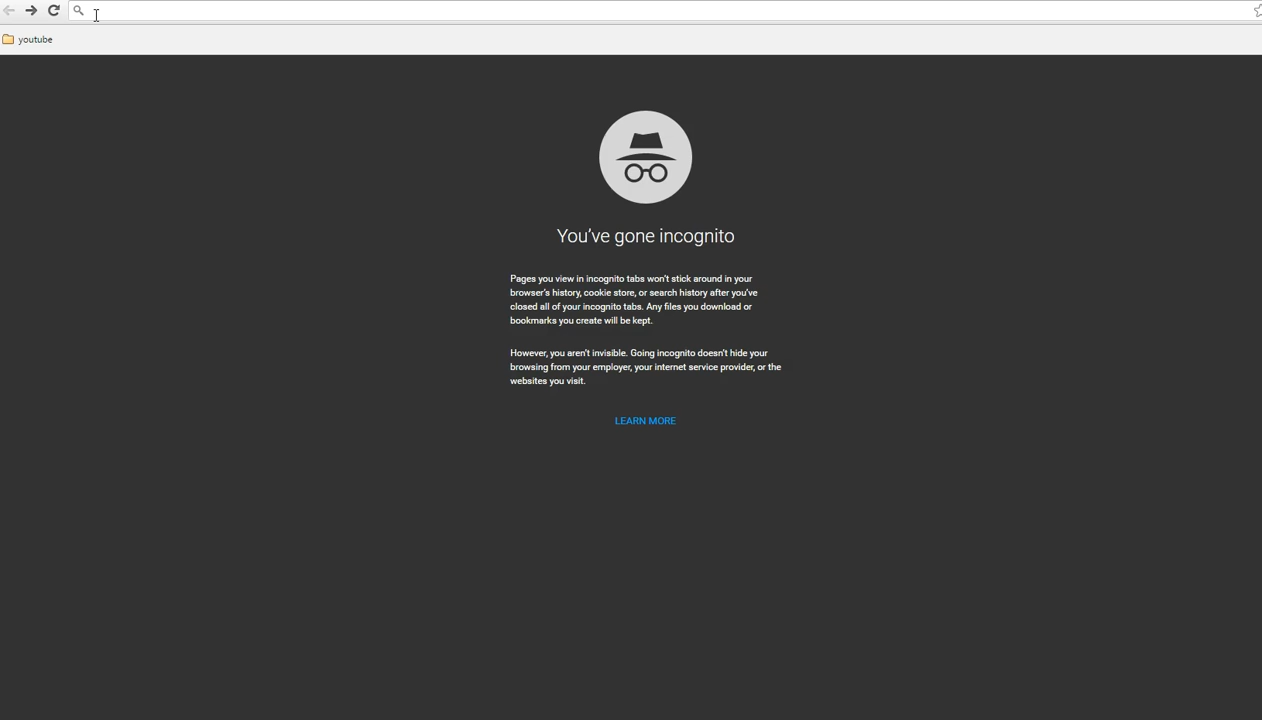 youtube
You’ve gone incognito
Pages you view in incognito tabs won’t stick around in your
browser’s history, cookie store, or search history after you’ve
closed all of your incognito tabs. Any files you download or
bookmarks you create will be kept.
However, you aren’t invisible. Going incognito doesn’t hide your
browsing from your employer, your internet service provider, or the
websites you visit.
LEARN MORE